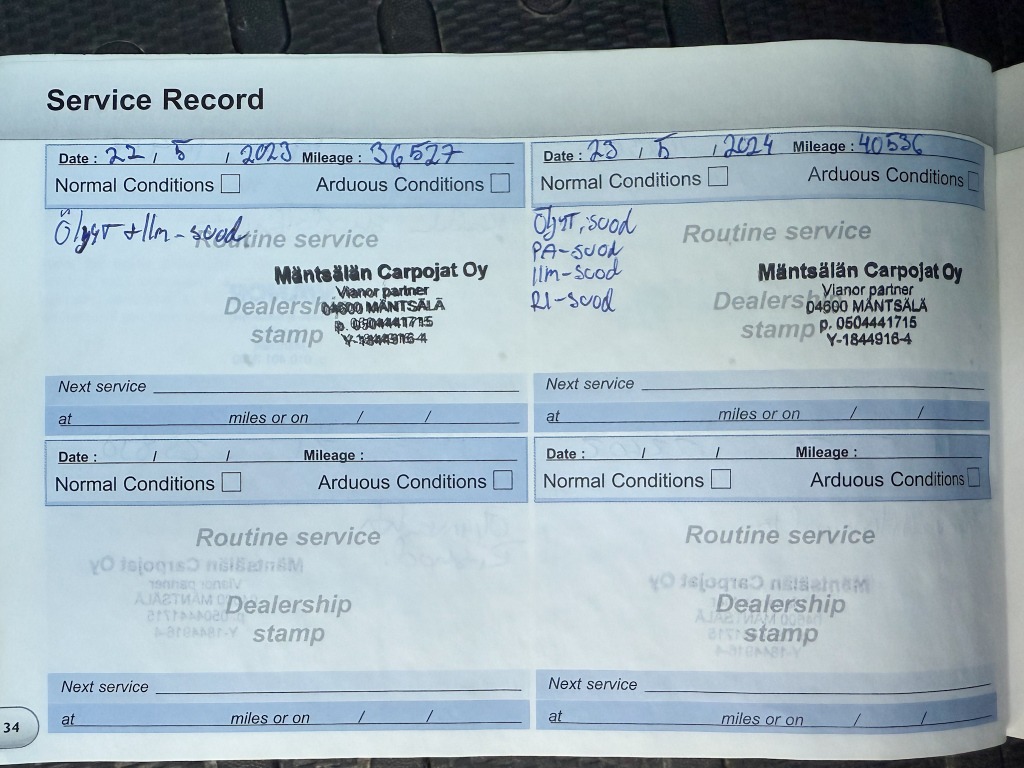 Service Record
Date : 22 / 5 / 2023 Mileage : 36527
Normal Conditions Arduous Conditions
Öljyt + Ilm-suod
Routine service
Mäntsälän Carpojat Oy
Vianor partner
Dealership
04600 MÄNTSÄLÄ
stamp
p. 0504441715
Y-1844916-4
Next service
at miles or on / /
Date : 23 / 5 / 2024 Mileage : 40536
Normal Conditions Arduous Conditions
Öljyt, suod
PA-suod
Ilm-suod
RI-suod
Routine service
Mäntsälän Carpojat Oy
Vianor partner
Dealership
04600 MÄNTSÄLÄ
stamp
p. 0504441715
Y-1844916-4
Next service
at miles or on / /
Date : / / Mileage :
Normal Conditions Arduous Conditions
Routine service
Dealership
stamp
Next service
at miles or on / /
Date : / / Mileage :
Normal Conditions Arduous Conditions
Routine service
Dealership
stamp
Next service
at miles or on / /
34